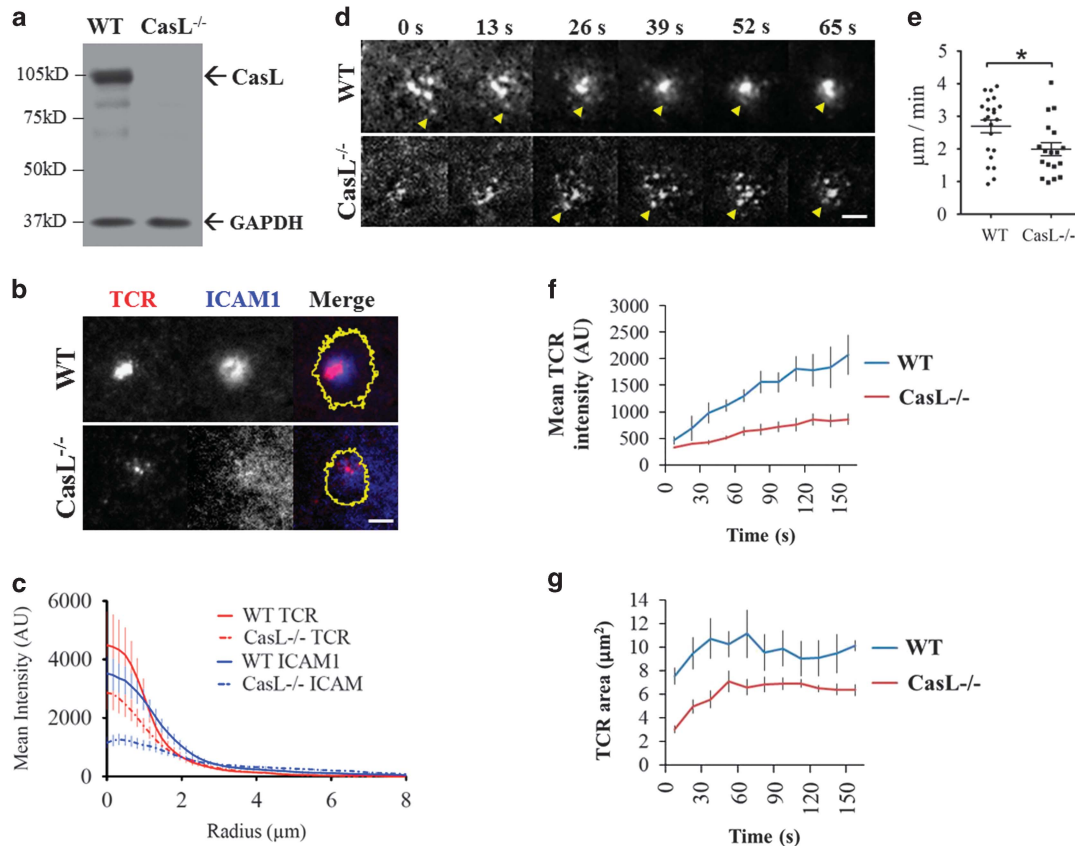 a
WT CasL-/-
105kD
CasL
75kD
50kD
37kD
GAPDH
b
TCR ICAM1 Merge
WT
CasL-/-
c
Mean Intensity (AU)
6000
4000
2000
0
WT TCR
CasL-/- TCR
WT ICAM1
CasL-/- ICAM
0 2 4 6 8
Radius (µm)
d
0 s 13 s 26 s 39 s 52 s 65 s
WT
CasL-/-
e
µm / min
*
5
4
3
2
1
0
WT CasL-/-
f
Mean TCR
intensity (AU)
3000
2500
2000
1500
1000
500
0
WT
CasL-/-
0 30 60 90 120 150
Time (s)
g
TCR area (µm²)
14
12
10
8
6
4
2
0
WT
CasL-/-
0 30 60 90 120 150
Time (s)